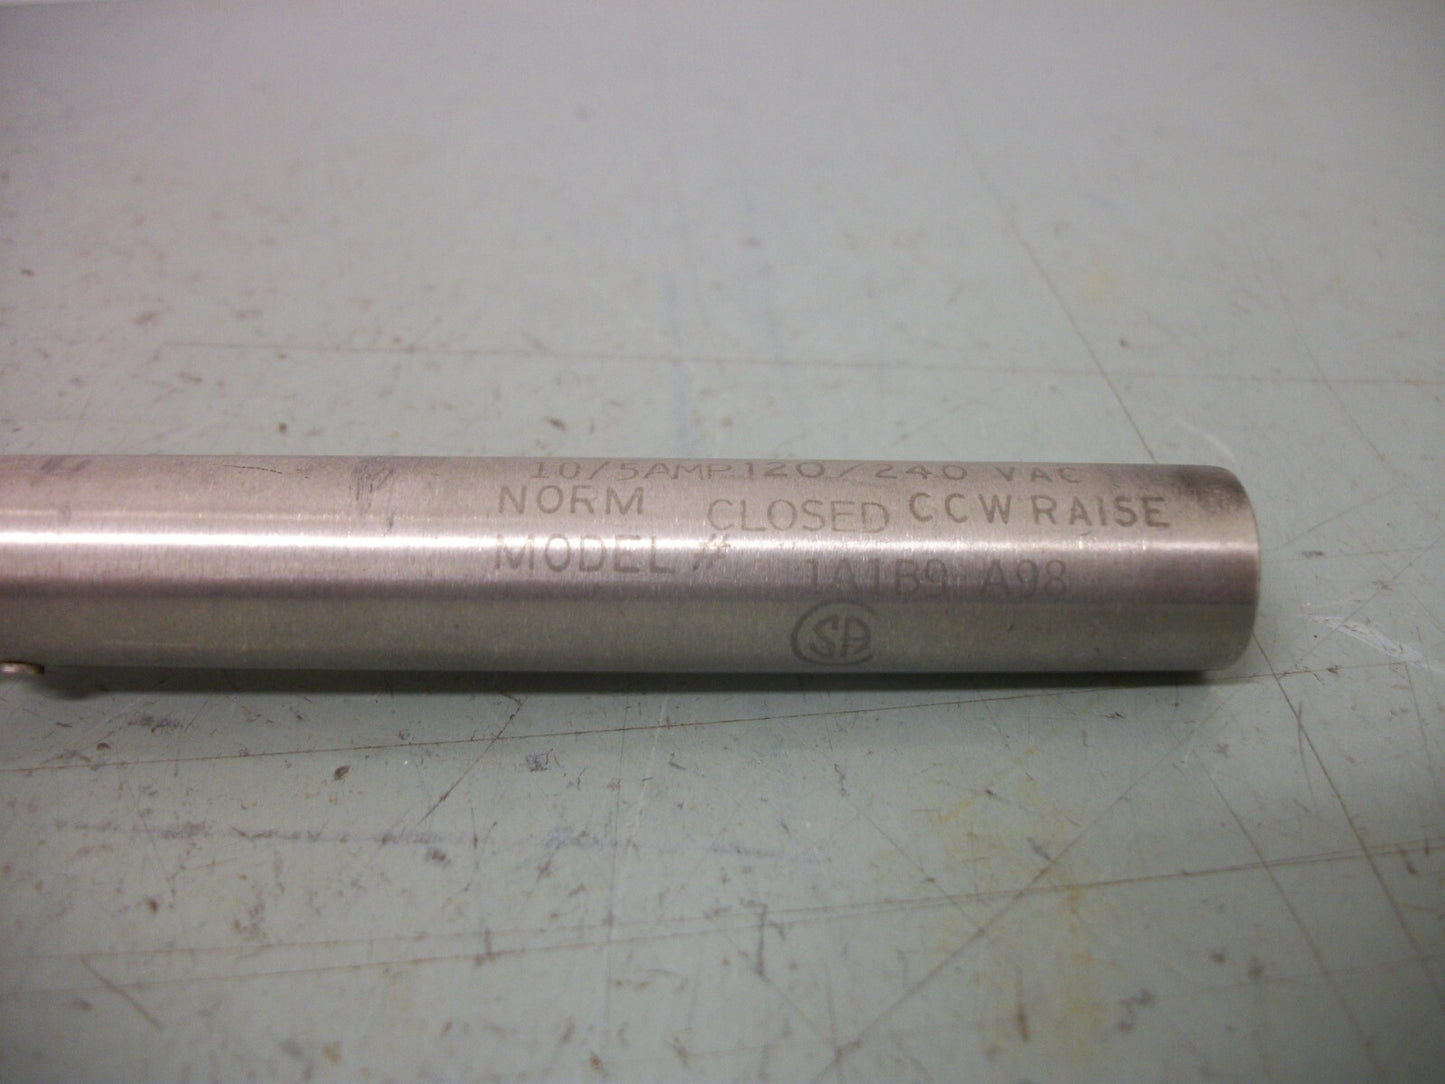 10/5AMP 120/240 VAC
NORM CLOSED CCW RAISE
MODEL # 1A1B9 A98
CSA